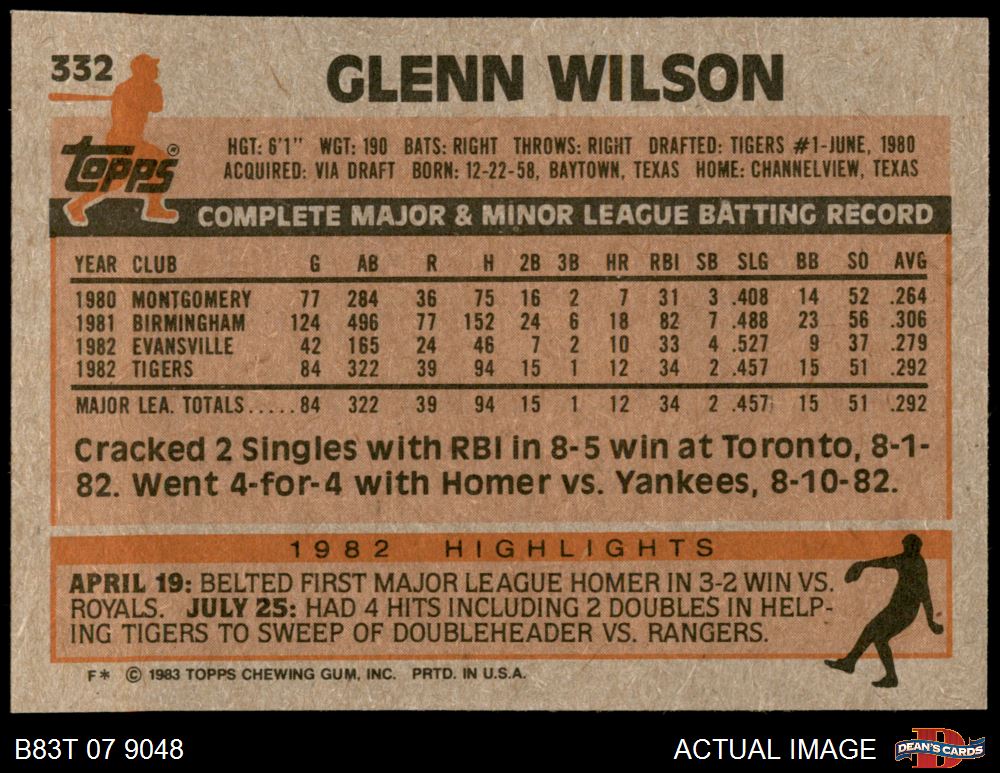 332
GLENN WILSON
topps®
HGT: 6'1" WGT: 190 BATS: RIGHT THROWS: RIGHT DRAFTED: TIGERS #1-JUNE, 1980
ACQUIRED: VIA DRAFT BORN: 12-22-58, BAYTOWN, TEXAS HOME: CHANNELVIEW, TEXAS
COMPLETE MAJOR & MINOR LEAGUE BATTING RECORD
YEAR CLUB G AB R H 2B 3B HR RBI SB SLG BB SO AVG
1980 MONTGOMERY 77 284 36 75 16 2 7 31 3 .408 14 52 .264
1981 BIRMINGHAM 124 496 77 152 24 6 18 82 7 .488 23 56 .306
1982 EVANSVILLE 42 165 24 46 7 2 10 33 4 .527 9 37 .279
1982 TIGERS 84 322 39 94 15 1 12 34 2 .457 15 51 .292
MAJOR LEA. TOTALS.....84 322 39 94 15 1 12 34 2 .457 15 51 .292
Cracked 2 Singles with RBI in 8-5 win at Toronto, 8-1-
82. Went 4-for-4 with Homer vs. Yankees, 8-10-82.
1982 HIGHLIGHTS
APRIL 19: BELTED FIRST MAJOR LEAGUE HOMER IN 3-2 WIN VS.
ROYALS. JULY 25: HAD 4 HITS INCLUDING 2 DOUBLES IN HELP-
ING TIGERS TO SWEEP OF DOUBLEHEADER VS. RANGERS.
F* © 1983 TOPPS CHEWING GUM, INC. PRTD. IN U.S.A.
B83T 07 9048
ACTUAL IMAGE
D
DEAN'S CARDS